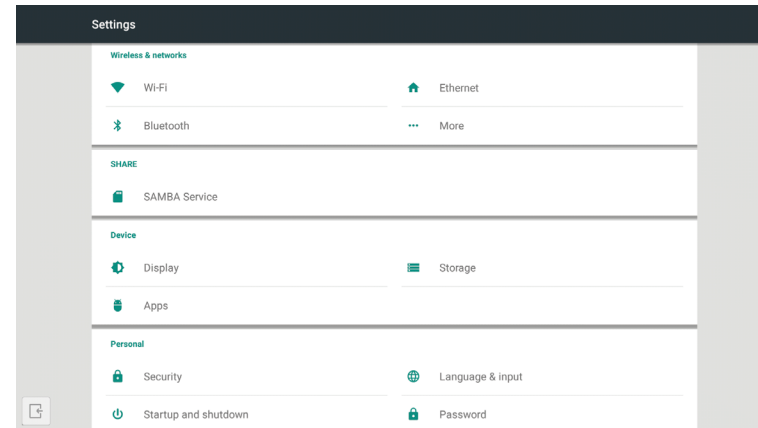 Settings
Wireless & networks
Wi-Fi
Ethernet
Bluetooth
More
SHARE
SAMBA Service
Device
Display
Storage
Apps
Personal
Security
Language & input
Startup and shutdown
Password